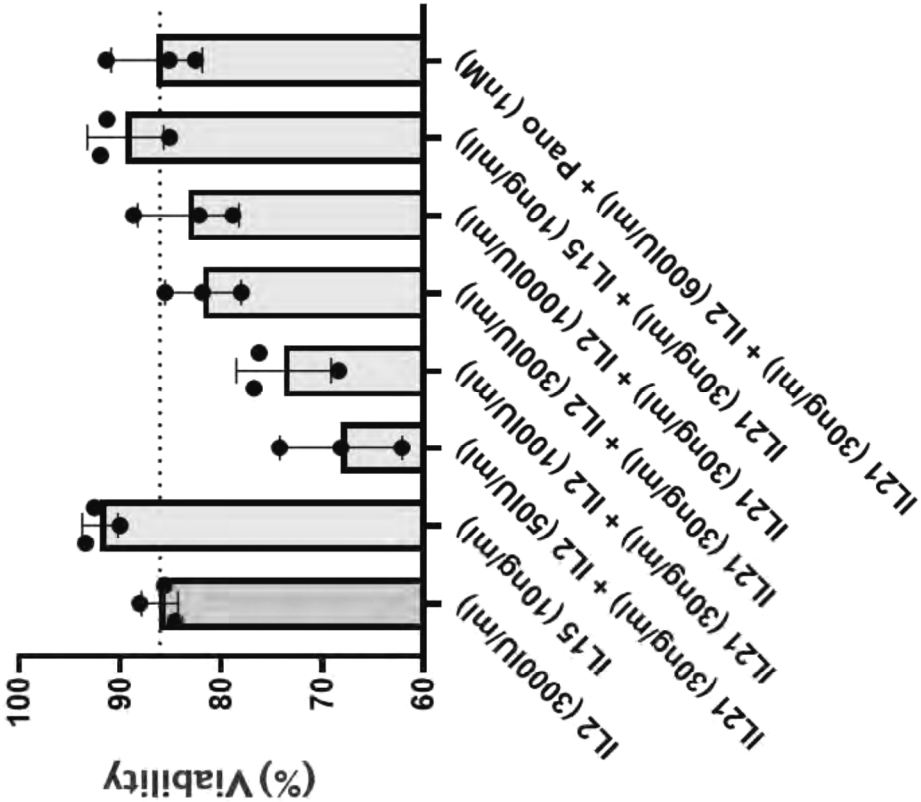 (%) Viability
100
90
80
70
60
IL2 (3000IU/ml)
IL15 (10ng/ml)
IL21 (30ng/ml) + IL2 (50IU/ml)
IL21 (30ng/ml) + IL2 (100IU/ml)
IL21 (30ng/ml) + IL2 (300IU/ml)
IL21 (30ng/ml) + IL2 (1000IU/ml)
IL21 (30ng/ml) + IL15 (10ng/mll)
IL21 (30ng/ml) + IL2 (600IU/ml) + Pano (1nM)